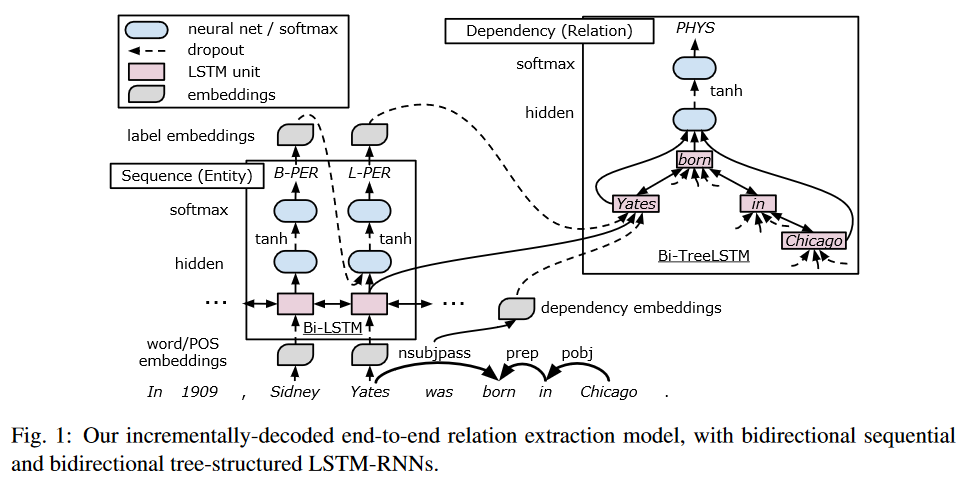 neural net / softmax
dropout
LSTM unit
embeddings
label embeddings
Sequence (Entity)
B-PER L-PER
softmax
tanh tanh
hidden
... ...
Bi-LSTM
word/POS
embeddings
Dependency (Relation)
PHYS
softmax
tanh
hidden
born
Yates in
Chicago
Bi-TreeLSTM
dependency embeddings
nsubjpass prep pobj
In 1909 , Sidney Yates was born in Chicago .
Fig. 1: Our incrementally-decoded end-to-end relation extraction model, with bidirectional sequential
and bidirectional tree-structured LSTM-RNNs.